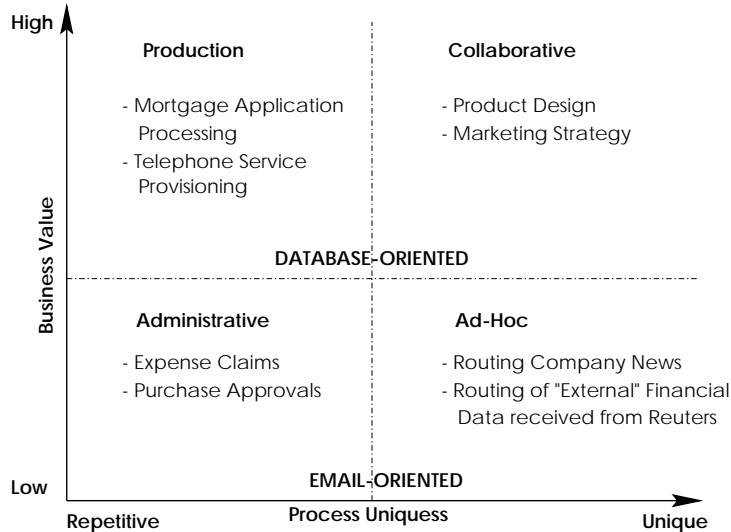 High
Production
- Mortgage Application
Processing
- Telephone Service
Provisioning
Collaborative
- Product Design
- Marketing Strategy
Business Value
DATABASE-ORIENTED
Administrative
- Expense Claims
- Purchase Approvals
Ad-Hoc
- Routing Company News
- Routing of "External" Financial
Data received from Reuters
Low
EMAIL-ORIENTED
Repetitive
Process Uniquess
Unique